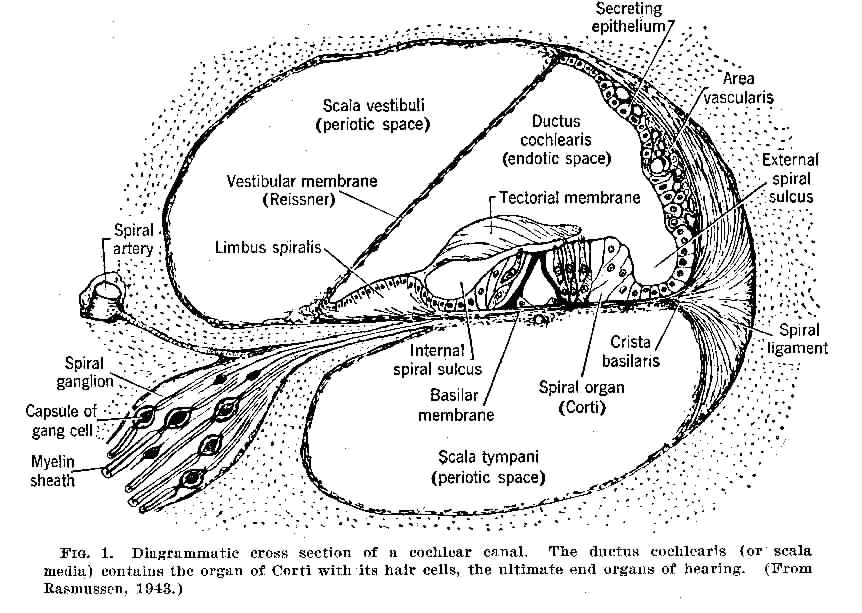 Secreting
epithelium
Area
vascularis
Scala vestibuli
(periotic space)
Ductus
cochlearis
(endotic space)
External
spiral
sulcus
Vestibular membrane
(Reissner)
Tectorial membrane
Spiral
artery
Limbus spiralis
Internal
spiral sulcus
Crista
basilaris
Spiral
ligament
Spiral
ganglion
Basilar
membrane
Spiral organ
(Corti)
Capsule of
gang cell
Myelin
sheath
Scala tympani
(periotic space)
FIG. 1. Diagrammatic cross section of a cochlear canal. The ductus cochlearis (or scala
media) contains the organ of Corti with its hair cells, the ultimate end organs of hearing. (From
Rasmussen, 1943.)